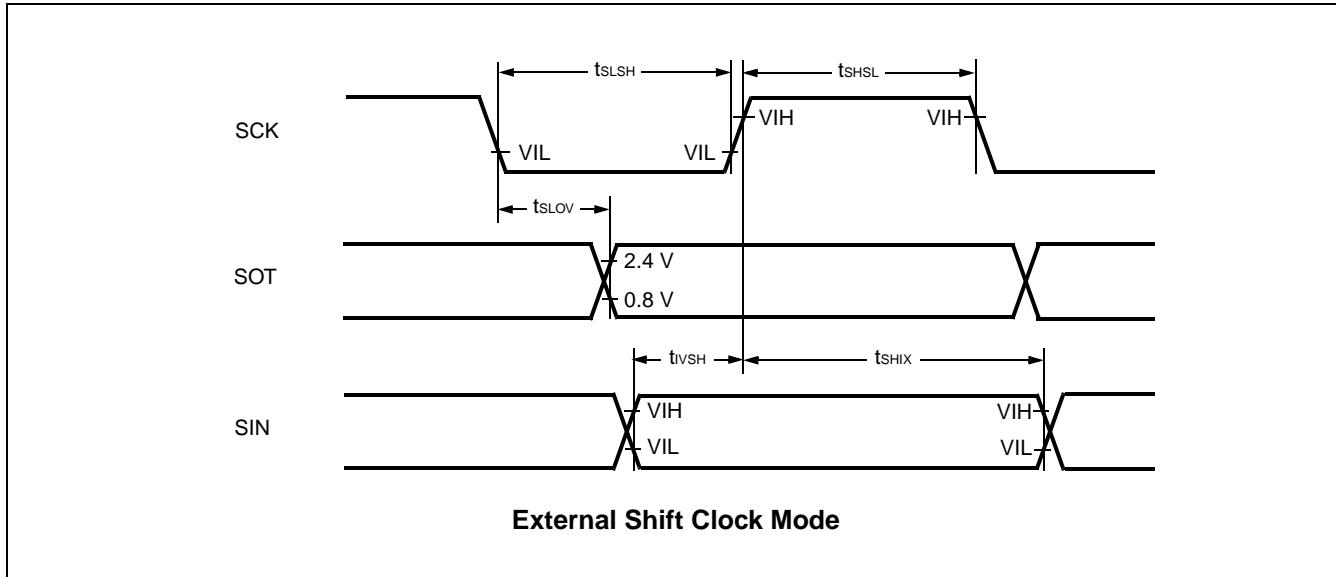 tSLSH
tSHSL
SCK
VIH
VIH
VIL
VIL
tSLOV
SOT
2.4 V
0.8 V
tIVSH
tSHIX
SIN
VIH
VIH
VIL
VIL
External Shift Clock Mode